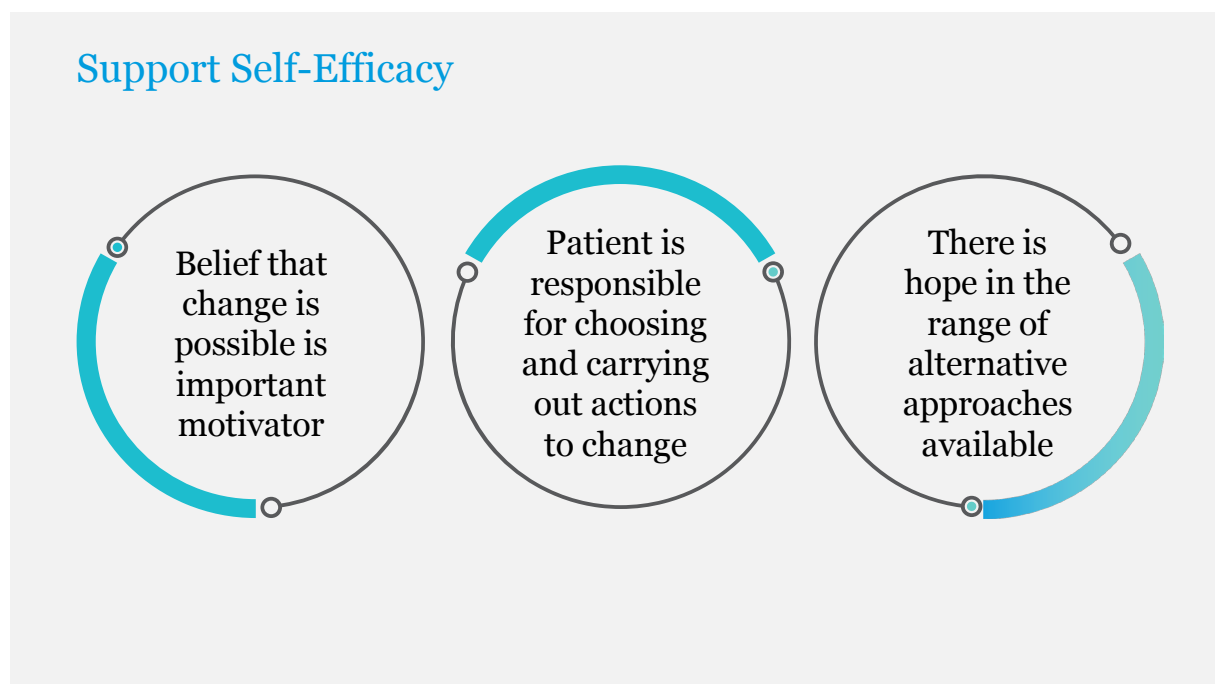 Support Self-Efficacy
Belief that
change is
possible is
important
motivator
Patient is
responsible
for choosing
and carrying
out actions
to change
There is
hope in the
range of
alternative
approaches
available